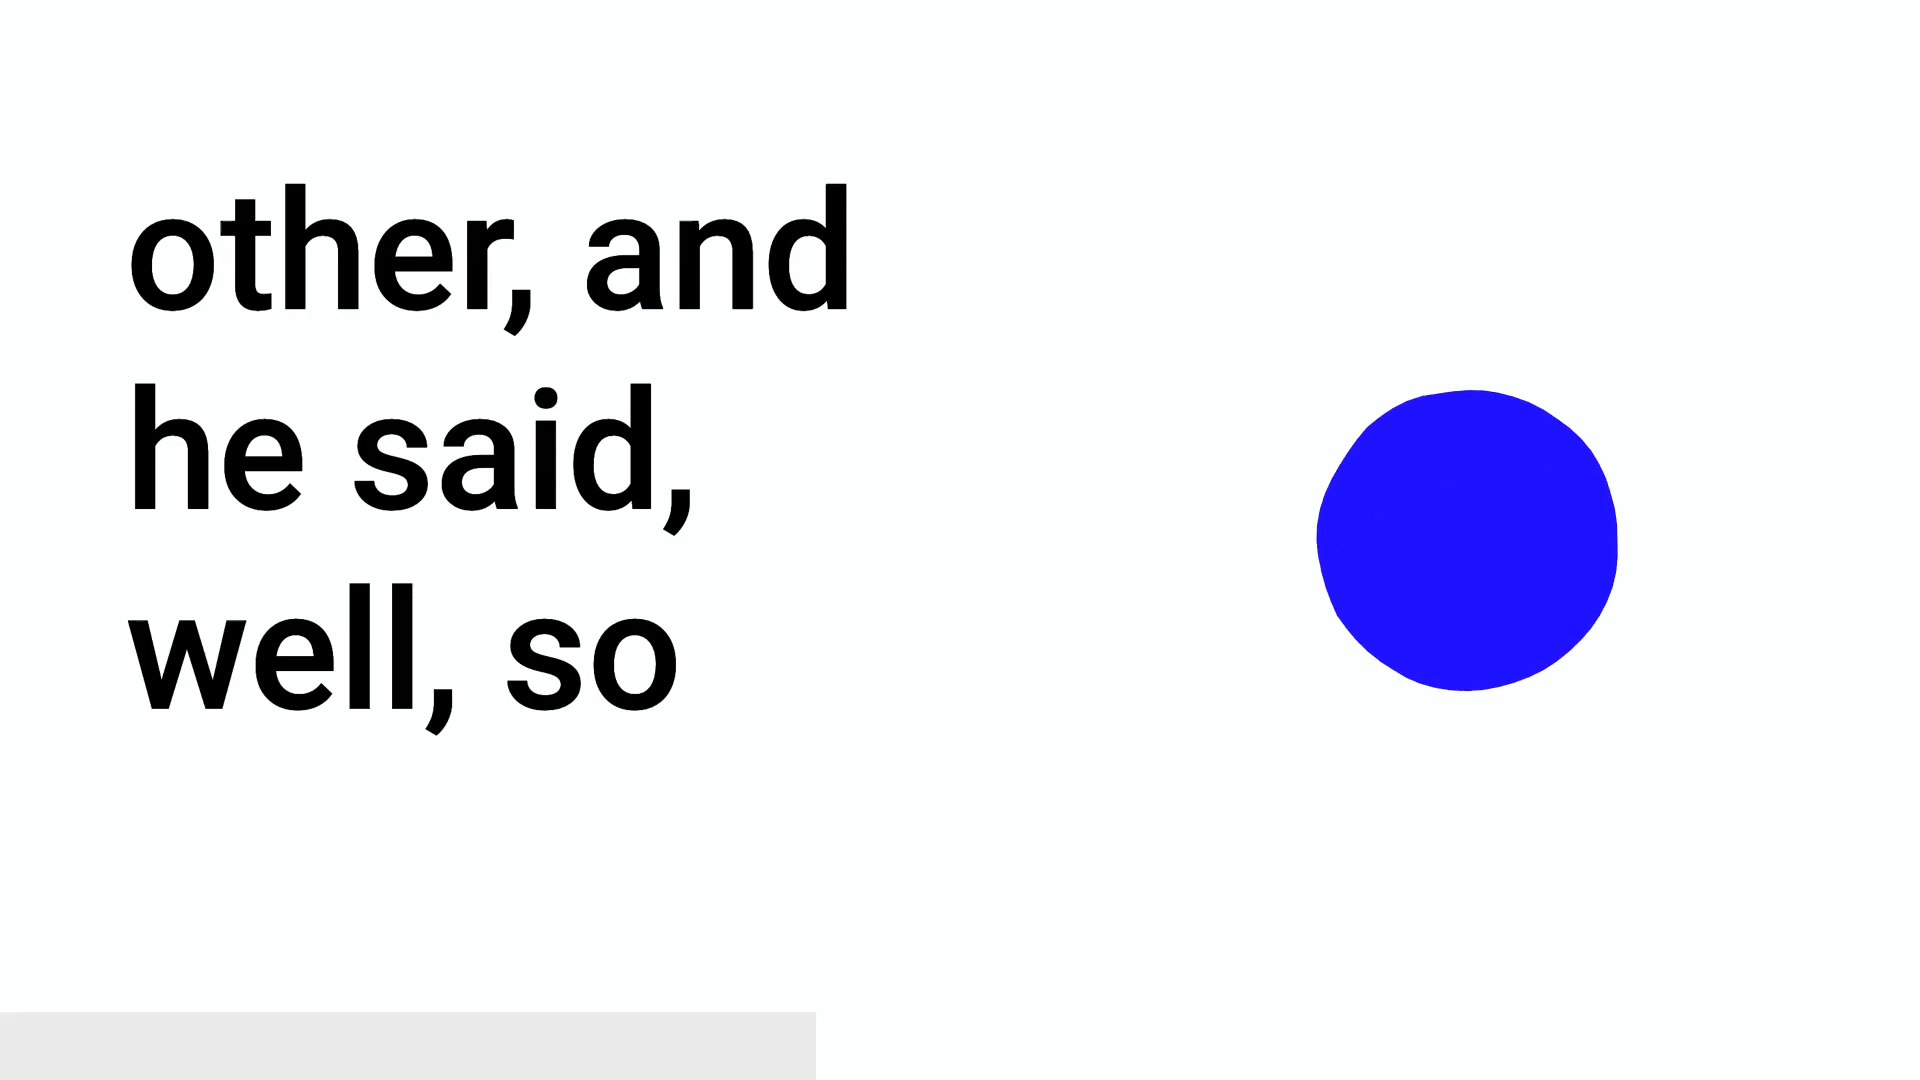 other, and
he said,
well, so